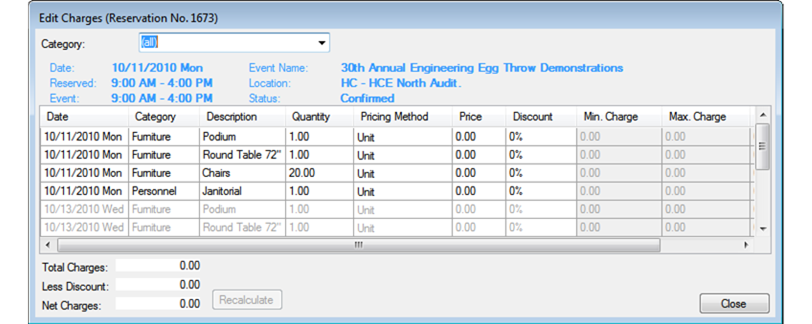 Edit Charges (Reservation No. 1673)
Category: (all)
Date: 10/11/2010 Mon Event Name: 30th Annual Engineering Egg Throw Demonstrations
Reserved: 9:00 AM - 4:00 PM Location: HC - HCE North Audit.
Event: 9:00 AM - 4:00 PM Status: Confirmed
Date Category Description Quantity Pricing Method Price Discount Min. Charge Max. Charge
10/11/2010 Mon Furniture Podium 1.00 Unit 0.00 0% 0.00 0.00
10/11/2010 Mon Furniture Round Table 72" 1.00 Unit 0.00 0% 0.00 0.00
10/11/2010 Mon Furniture Chairs 20.00 Unit 0.00 0% 0.00 0.00
10/11/2010 Mon Personnel Janitorial 1.00 Unit 0.00 0% 0.00 0.00
10/13/2010 Wed Furniture Podium 1.00 Unit 0.00 0% 0.00 0.00
10/13/2010 Wed Furniture Round Table 72" 1.00 Unit 0.00 0% 0.00 0.00
Total Charges: 0.00
Less Discount: 0.00
Net Charges: 0.00 Recalculate Close